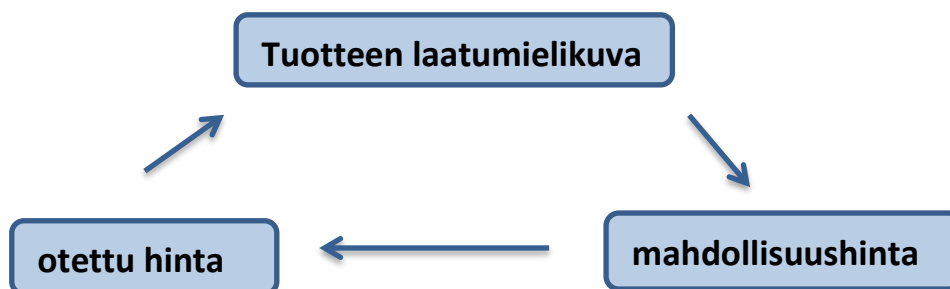 Tuotteen laatumielikuva
otettu hinta
mahdollisuushinta